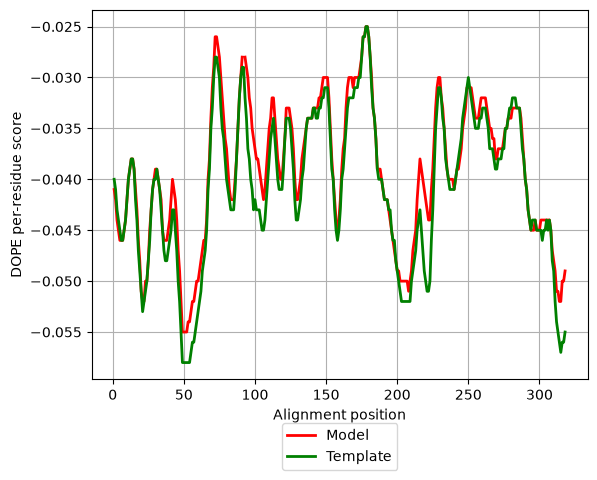 −0.025
−0.030
−0.035
−0.040
−0.045
−0.050
−0.055
DOPE per-residue score
0 50 100 150 200 250 300
Alignment position
Model
Template